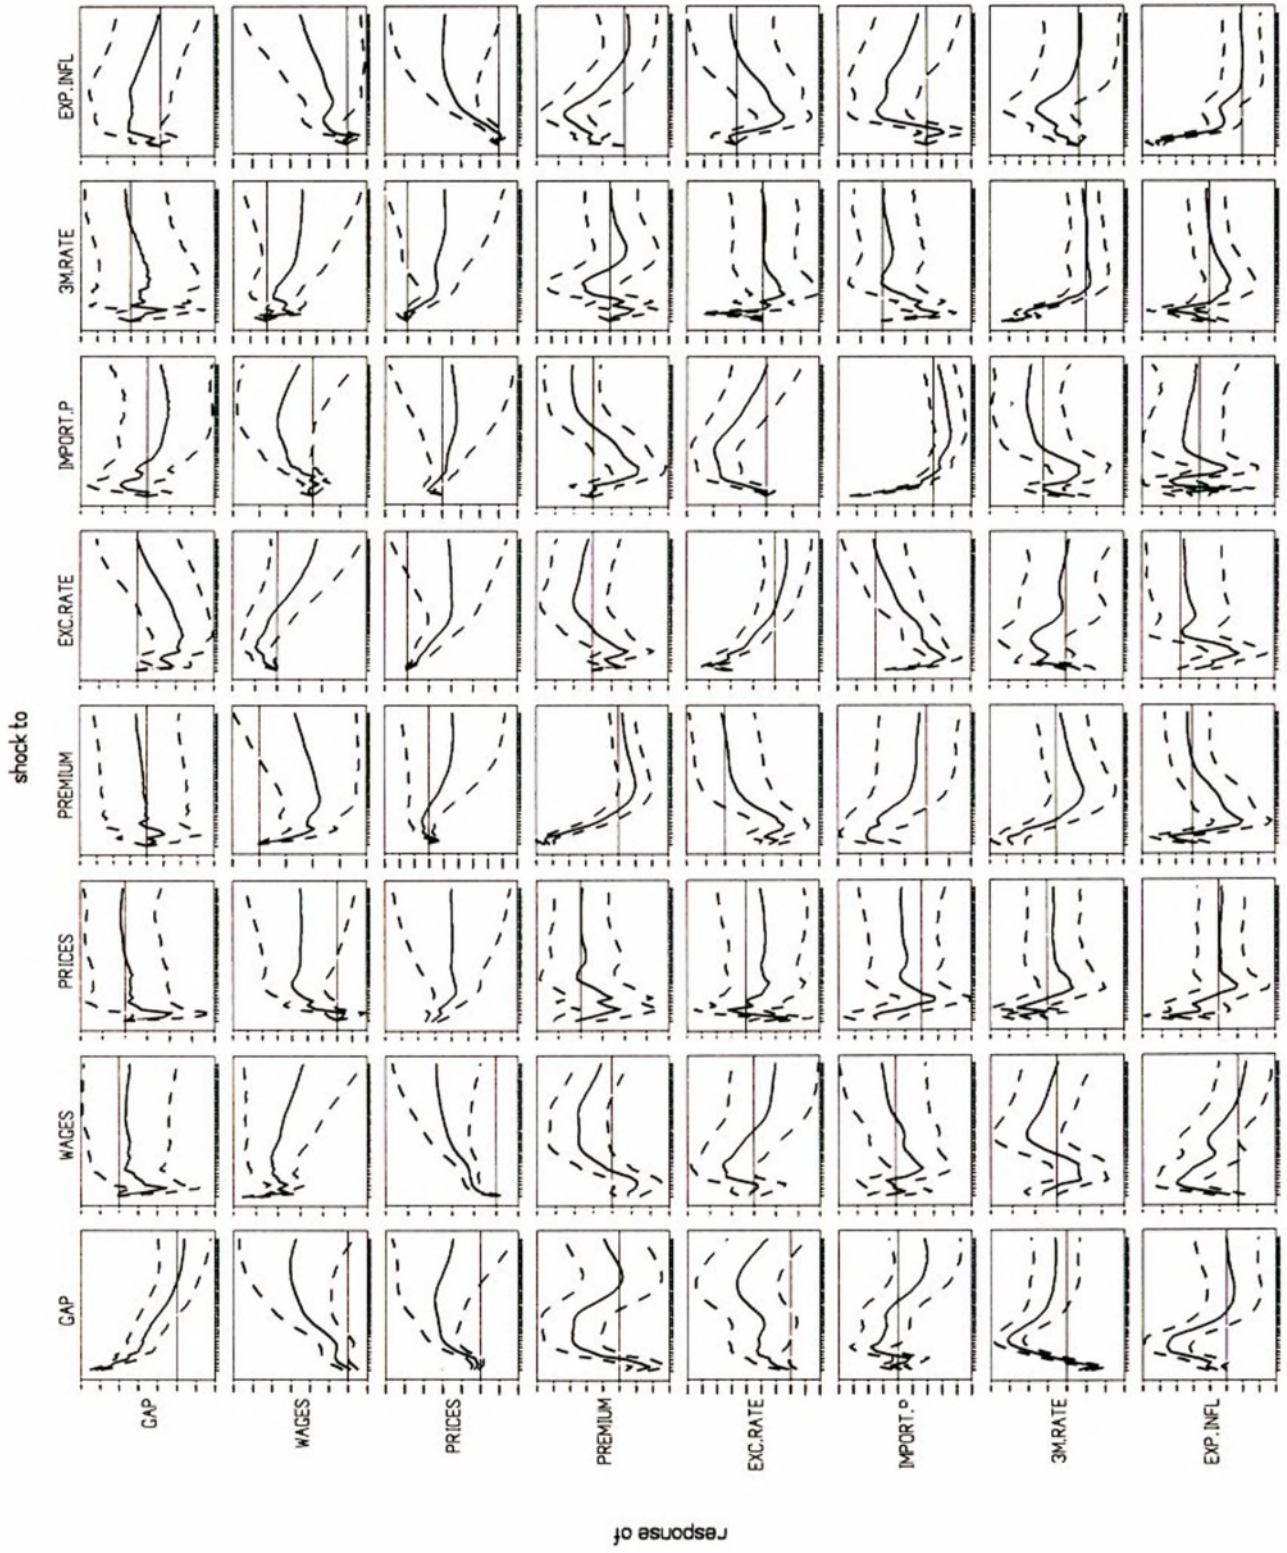 shock to
GAP
WAGES
PRICES
PREMIUM
EXC.RATE
IMPORT.P
3M.RATE
EXP.INFL
response of
GAP
WAGES
PRICES
PREMIUM
EXC.RATE
IMPORT.P
3M.RATE
EXP.INFL